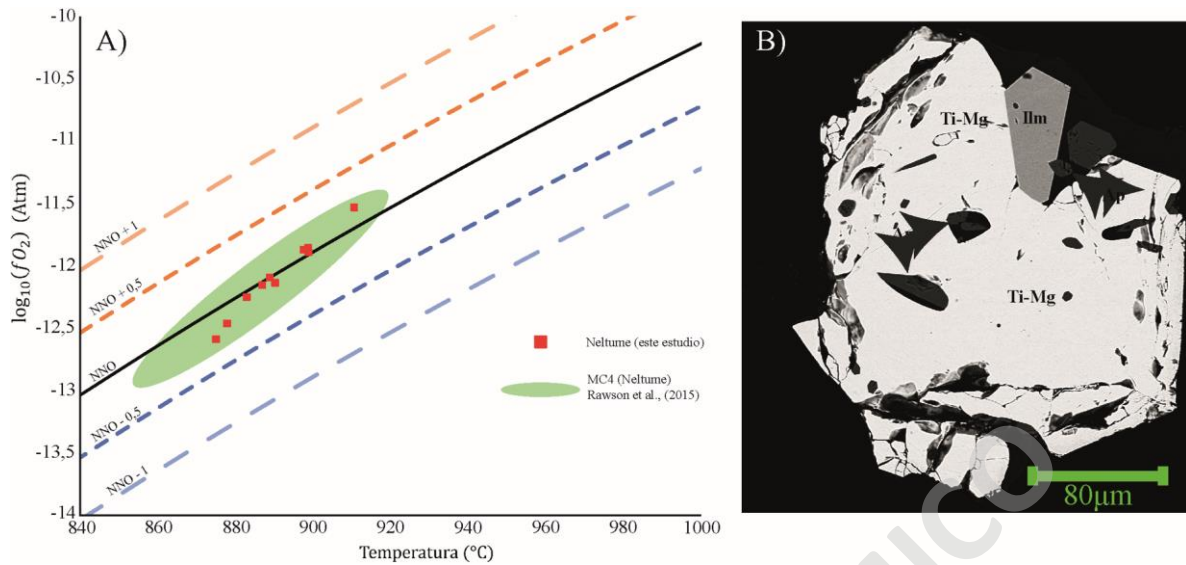 A)
-10
-10,5
-11
-11,5
-12
-12,5
-13
-13,5
-14
log₁₀(fO₂) (Atm)
NNO + 1
NNO + 0,5
NNO
NNO - 0,5
NNO - 1
Neltume (este estudio)
MC4 (Neltume)
Rawson et al., (2015)
840
860
880
900
920
940
960
980
1000
Temperatura (°C)
B)
Ti-Mg
Ilm
Ti-Mg
80μm